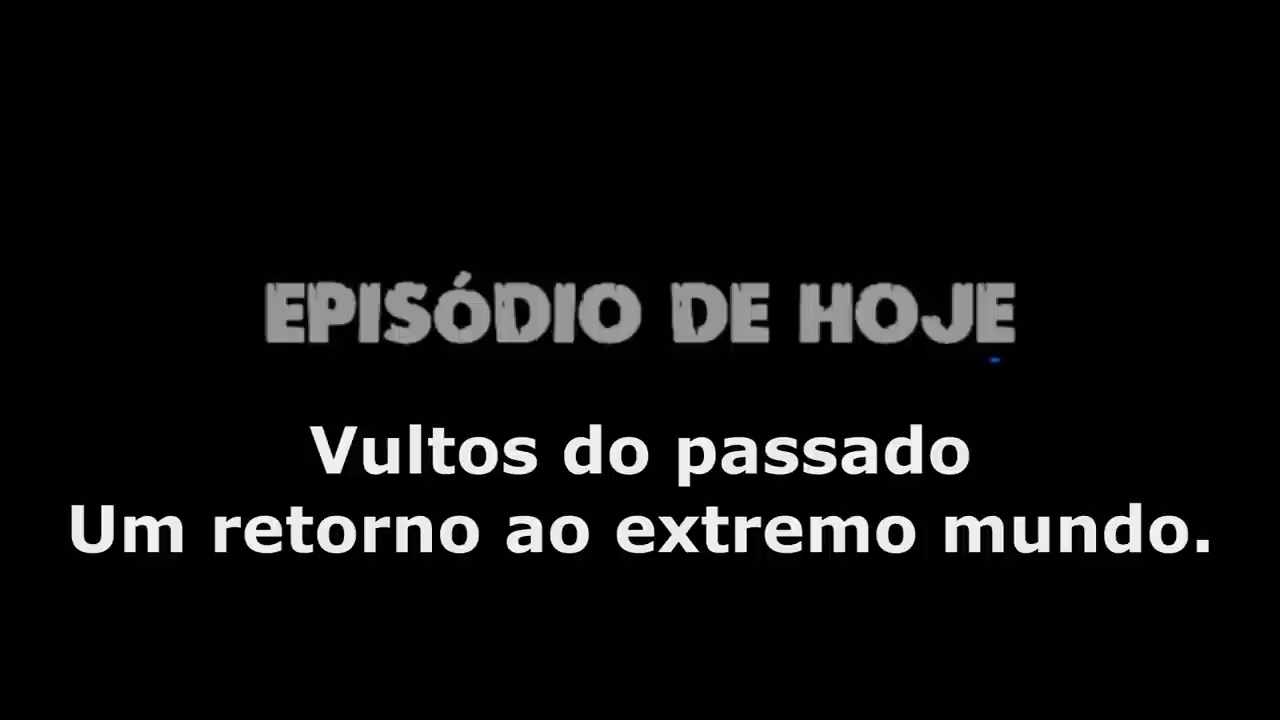 EPISÓDIO DE HOJE
Vultos do passado
Um retorno ao extremo mundo.